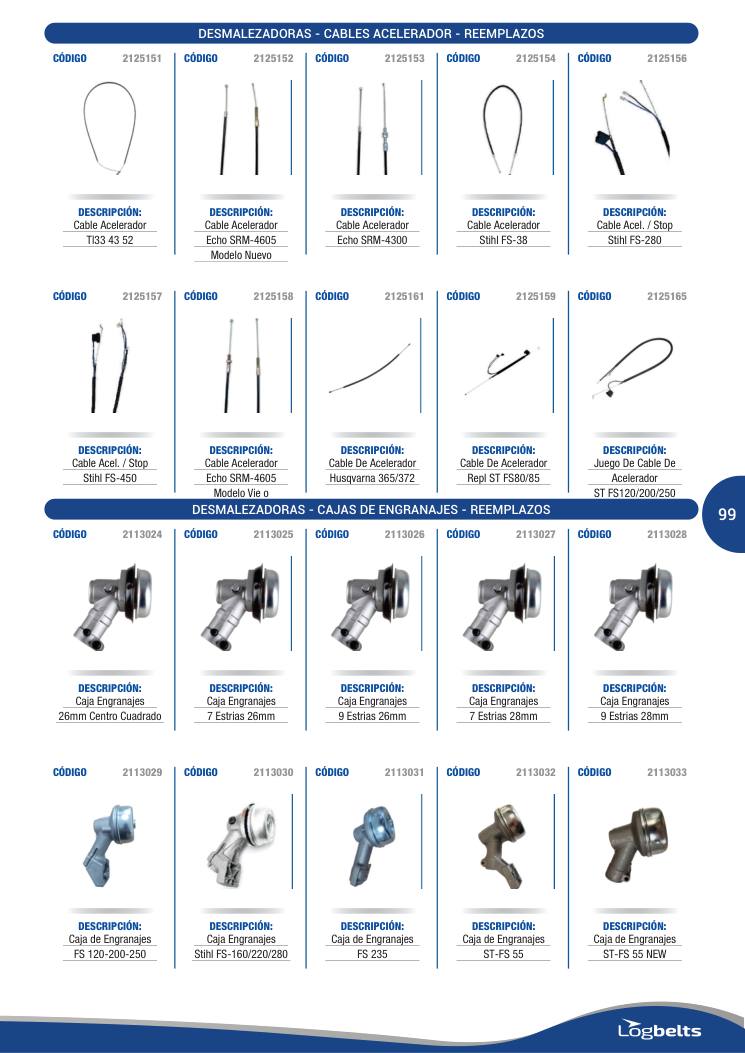 DESMALEZADORAS - CABLES ACELERADOR - REEMPLAZOS
CÓDIGO 2125151
DESCRIPCIÓN:
Cable Acelerador
Tl33 43 52
CÓDIGO 2125152
DESCRIPCIÓN:
Cable Acelerador
Echo SRM-4605
Modelo Nuevo
CÓDIGO 2125153
DESCRIPCIÓN:
Cable Acelerador
Echo SRM-4300
CÓDIGO 2125154
DESCRIPCIÓN:
Cable Acelerador
Stihl FS-38
CÓDIGO 2125156
DESCRIPCIÓN:
Cable Acel. / Stop
Stihl FS-280
CÓDIGO 2125157
DESCRIPCIÓN:
Cable Acel. / Stop
Stihl FS-450
CÓDIGO 2125158
DESCRIPCIÓN:
Cable Acelerador
Echo SRM-4605
Modelo Vie o
CÓDIGO 2125161
DESCRIPCIÓN:
Cable De Acelerador
Husqvarna 365/372
CÓDIGO 2125159
DESCRIPCIÓN:
Cable De Acelerador
Repl ST FS80/85
CÓDIGO 2125165
DESCRIPCIÓN:
Juego De Cable De
Acelerador
ST FS120/200/250
99
DESMALEZADORAS - CAJAS DE ENGRANAJES - REEMPLAZOS
CÓDIGO 2113024
DESCRIPCIÓN:
Caja Engranajes
26mm Centro Cuadrado
CÓDIGO 2113025
DESCRIPCIÓN:
Caja Engranajes
7 Estrias 26mm
CÓDIGO 2113026
DESCRIPCIÓN:
Caja Engranajes
9 Estrias 26mm
CÓDIGO 2113027
DESCRIPCIÓN:
Caja Engranajes
7 Estrias 28mm
CÓDIGO 2113028
DESCRIPCIÓN:
Caja Engranajes
9 Estrias 28mm
CÓDIGO 2113029
DESCRIPCIÓN:
Caja de Engranajes
FS 120-200-250
CÓDIGO 2113030
DESCRIPCIÓN:
Caja Engranajes
Stihl FS-160/220/280
CÓDIGO 2113031
DESCRIPCIÓN:
Caja de Engranajes
FS 235
CÓDIGO 2113032
DESCRIPCIÓN:
Caja de Engranajes
ST-FS 55
CÓDIGO 2113033
DESCRIPCIÓN:
Caja de Engranajes
ST-FS 55 NEW
Logbelts